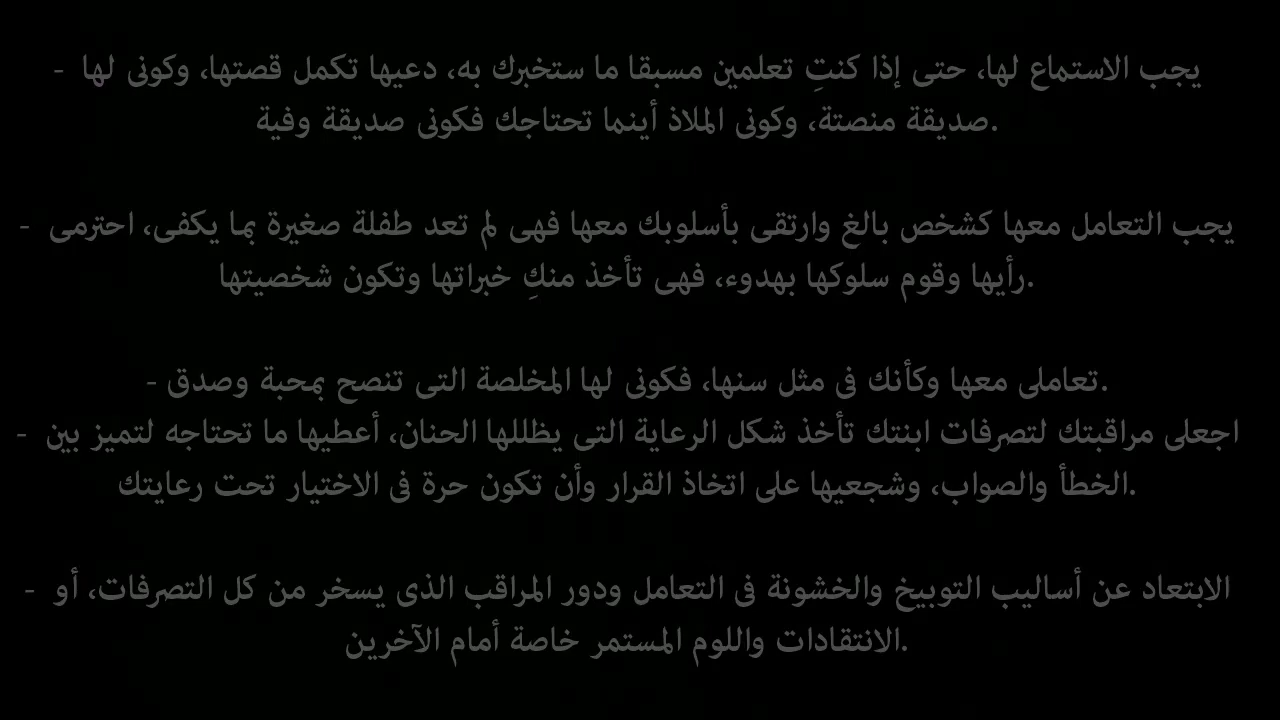 - يجب الاستماع لها، حتى إذا كنتِ تعلمين مسبقا ما ستخبرك به، دعيها تكمل قصتها، وكونى لها
صديقة منصتة، وكونى الملاذ أينما تحتاجك فكونى صديقة وفية.
- يجب التعامل معها كشخص بالغ وارتقى بأسلوبك معها فهى لم تعد طفلة صغيرة بما يكفى، احترمى
رأيها وقوم سلوكها بهدوء، فهى تأخذ منكِ خبراتها وتكون شخصيتها.
- تعاملى معها وكأنك فى مثل سنها، فكونى لها المخلصة التى تنصح بمحبة وصدق.
- اجعلى مراقبتك لتصرفات ابنتك تأخذ شكل الرعاية التى يظللها الحنان، أعطيها ما تحتاجه لتميز بين
الخطأ والصواب، وشجعيها على اتخاذ القرار وأن تكون حرة فى الاختيار تحت رعايتك.
- الابتعاد عن أساليب التوبيخ والخشونة فى التعامل ودور المراقب الذى يسخر من كل التصرفات، أو
الانتقادات واللوم المستمر خاصة أمام الآخرين.